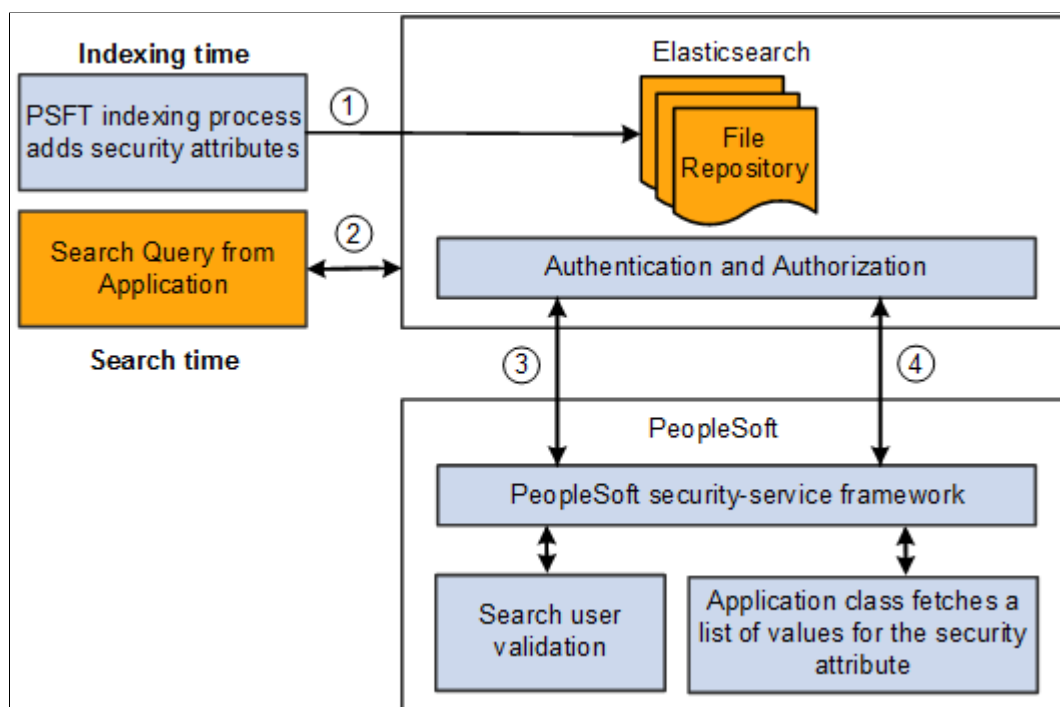 Indexing time
PSFT indexing process
adds security attributes
1
Elasticsearch
File
Repository
Search Query from
Application
2
Authentication and Authorization
Search time
3
4
PeopleSoft
PeopleSoft security-service framework
Search user
validation
Application class fetches a
list of values for the security
attribute